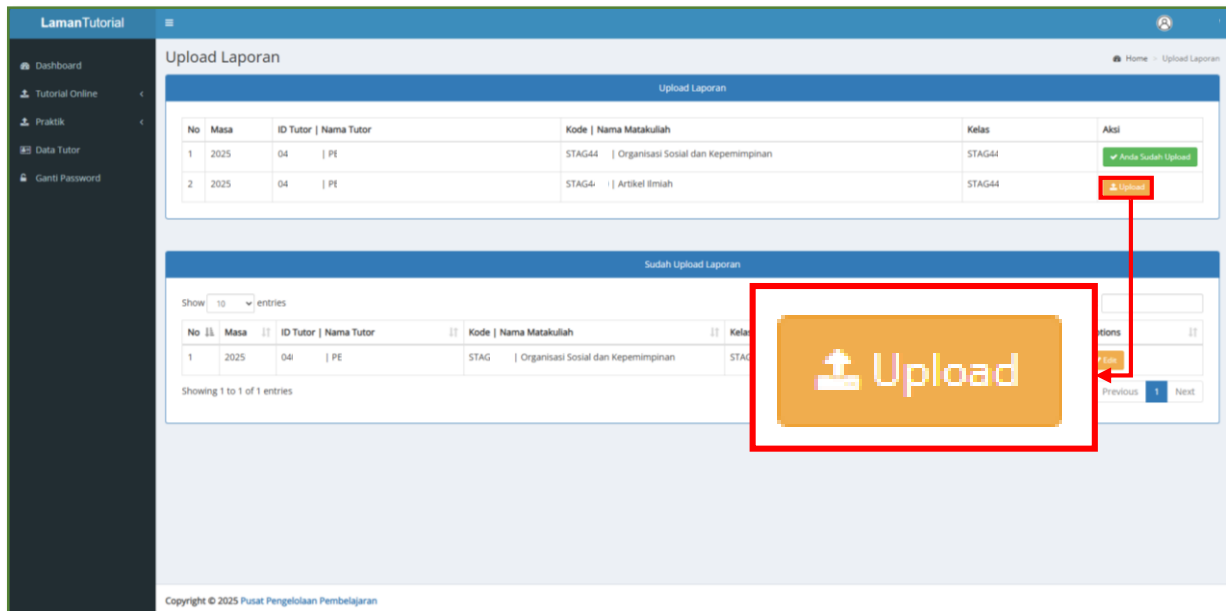 LamanTutorial
Dashboard
Tutorial Online
Praktik
Data Tutor
Ganti Password
Upload Laporan
Home > Upload Laporan
Upload Laporan
No Masa ID Tutor | Nama Tutor Kode | Nama Matakuliah Kelas Aksi
1 2025 04 | PE STAG44 | Organisasi Sosial dan Kepemimpinan STAG44 Anda Sudah Upload
2 2025 04 | PE STAG4 | Artikel Ilmiah STAG44 Upload
Sudah Upload Laporan
Show 10 entries
No Masa ID Tutor | Nama Tutor Kode | Nama Matakuliah
1 2025 04 | PE STAG | Organisasi Sosial dan Kepemimpinan Edit
Upload
Showing 1 to 1 of 1 entries
Previous 1 Next
Copyright © 2025 Pusat Pengelolaan Pembelajaran